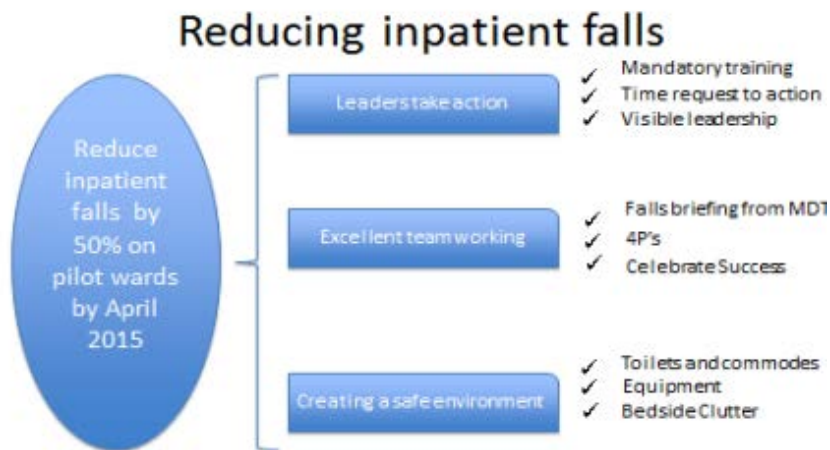 Reducing inpatient falls
Reduce
inpatient
falls by
50% on
pilot wards
by April
2015
Leaders take action
Mandatory training
Time request to action
Visible leadership
Excellent team working
Falls briefing from MDT
4P's
Celebrate Success
Creating a safe environment
Toilets and commodes
Equipment
Bedside Clutter